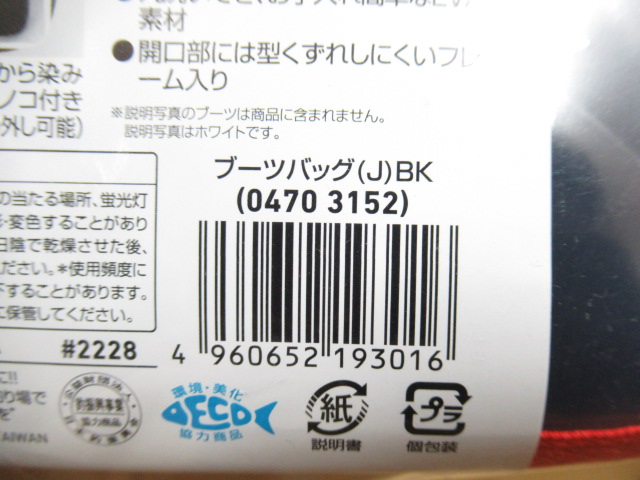 素材
●開口部には型くずれしにくいフレ
ーム入り
※説明写真のブーツは商品に含まれません。
説明写真はホワイトです。
から染み
ノコ付き
外し可能)
ブーツバッグ(J)BK
(0470 3152)
の当たる場所、蛍光灯
・変色することがあり
日陰で乾燥させた後、
ださい。*使用頻度に
下することがあります。
に保管してください。
#2228
4 960652 193016
環境・美化
ECO
協力商品
紙
説明書
プラ
個包装
協力商品
TAIWAN